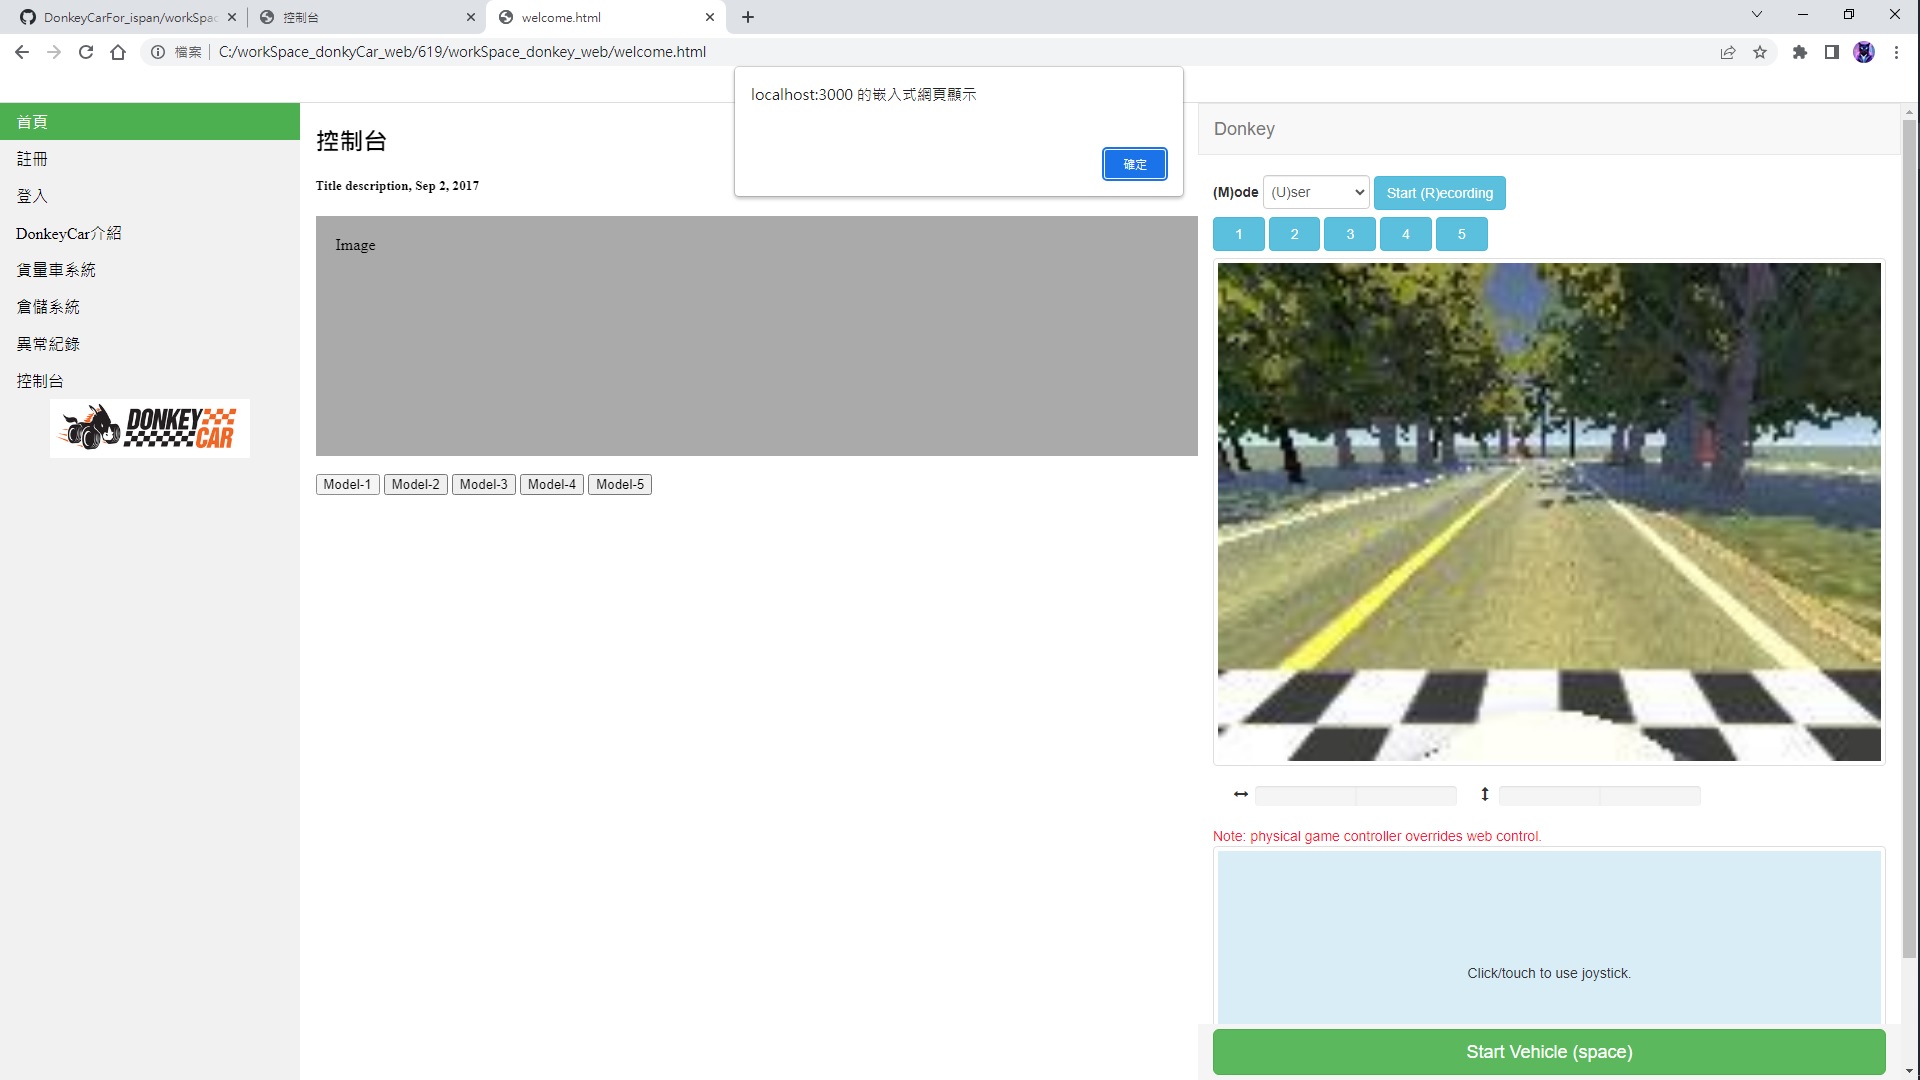 DonkeyCarFor_ispan/workSpac
控制台
welcome.html
檔案
C:/workSpace_donkyCar_web/619/workSpace_donkey_web/welcome.html
localhost:3000 的嵌入式網頁顯示
確定
首頁
註冊
登入
DonkeyCar介紹
貨量車系統
倉儲系統
異常紀錄
控制台
DONKEY
CAR
控制台
Title description, Sep 2, 2017
Image
Model-1 Model-2 Model-3 Model-4 Model-5
Donkey
(M)ode (U)ser Start (R)ecording
1 2 3 4 5
Note: physical game controller overrides web control.
Click/touch to use joystick.
Start Vehicle (space)